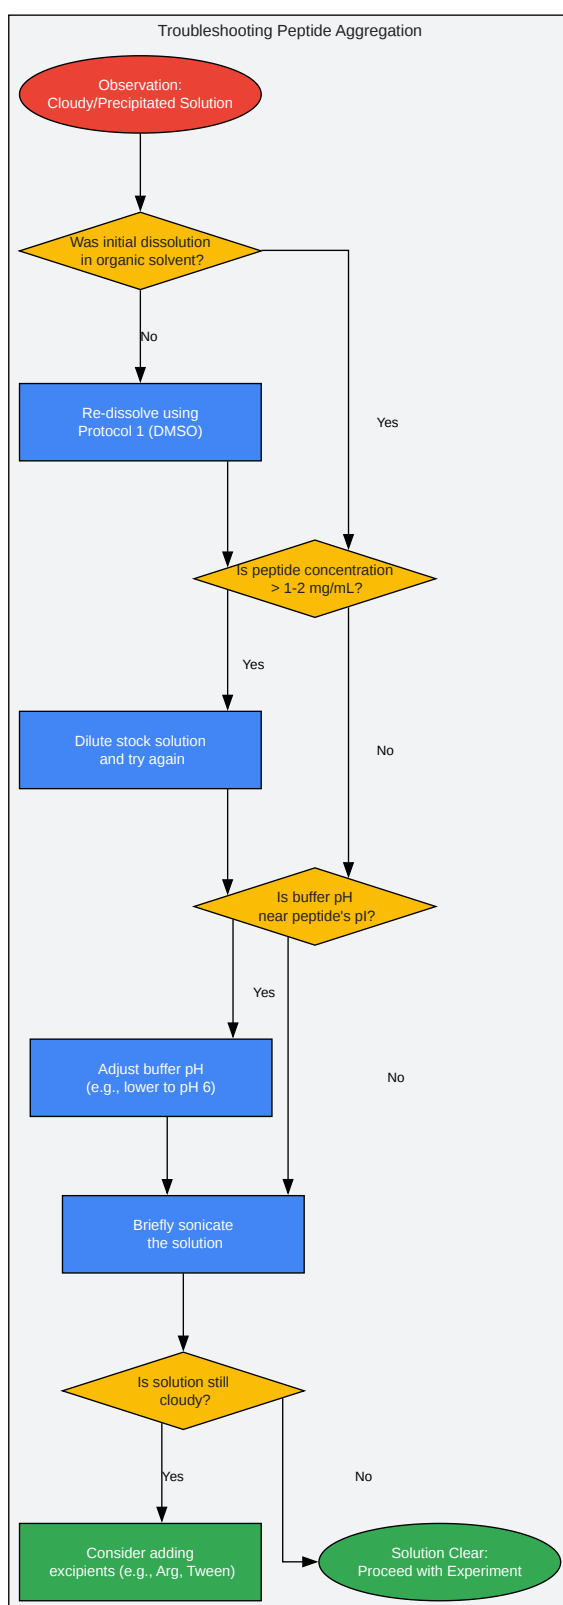 Troubleshooting Peptide Aggregation
Observation:
Cloudy/Precipitated Solution
Was initial dissolution
in organic solvent?
No
Re-dissolve using
Protocol 1 (DMSO)
Yes
Is peptide concentration
> 1-2 mg/mL?
Yes
Dilute stock solution
and try again
No
Is buffer pH
near peptide's pI?
Yes
Adjust buffer pH
(e.g., lower to pH 6)
No
Briefly sonicate
the solution
Is solution still
cloudy?
Yes
No
Consider adding
excipients (e.g., Arg, Tween)
Solution Clear:
Proceed with Experiment